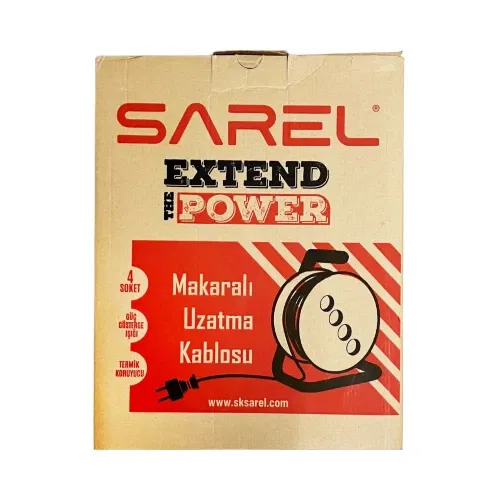 SAREL®
EXTEND
THE POWER
4
SOKET
GÜÇ
GÖSTERGE
IŞIĞI
TERMİK
KORUYUCU
Makaralı
Uzatma
Kablosu
www.sksarel.com